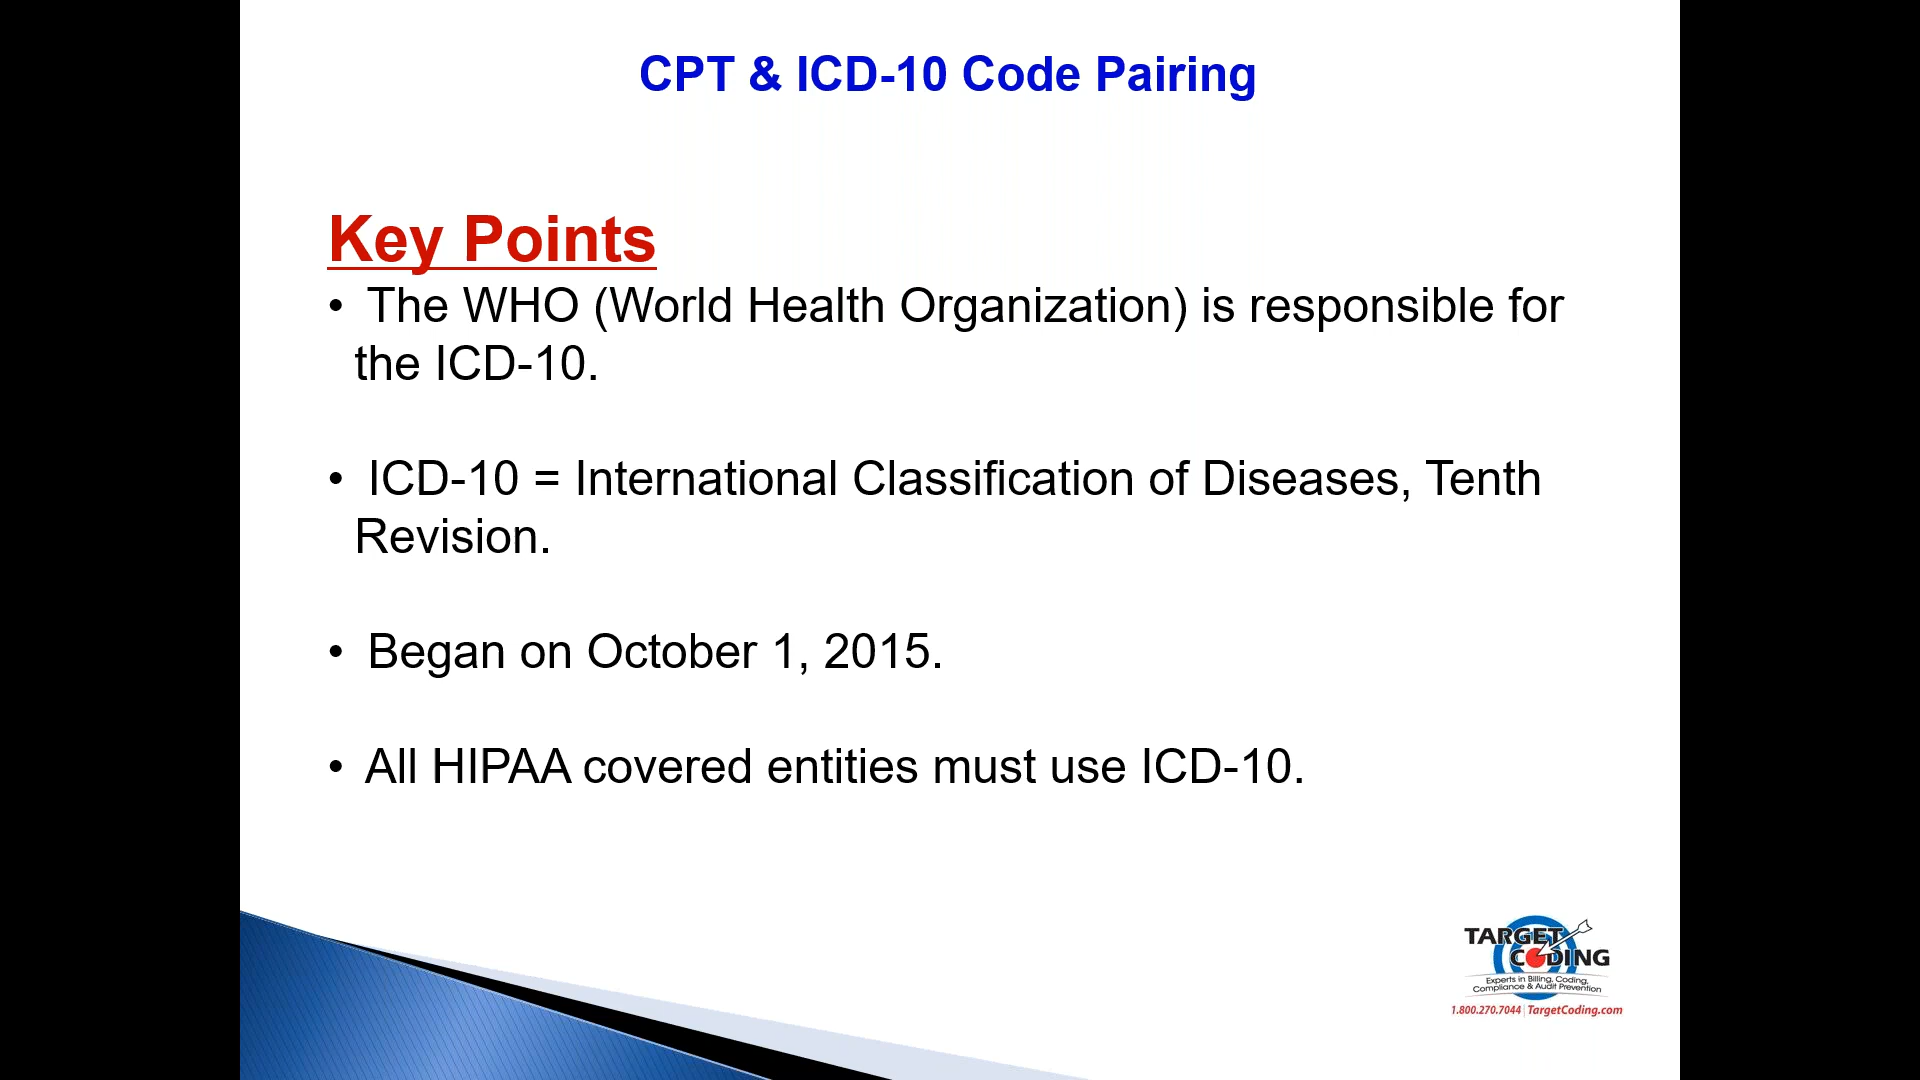 CPT & ICD-10 Code Pairing
Key Points
• The WHO (World Health Organization) is responsible for
the ICD-10.
• ICD-10 = International Classification of Diseases, Tenth
Revision.
• Began on October 1, 2015.
• All HIPAA covered entities must use ICD-10.
TARGET
CODING
Experts in Billing, Coding,
Compliance & Audit Prevention
1.800.270.7044 | TargetCoding.com